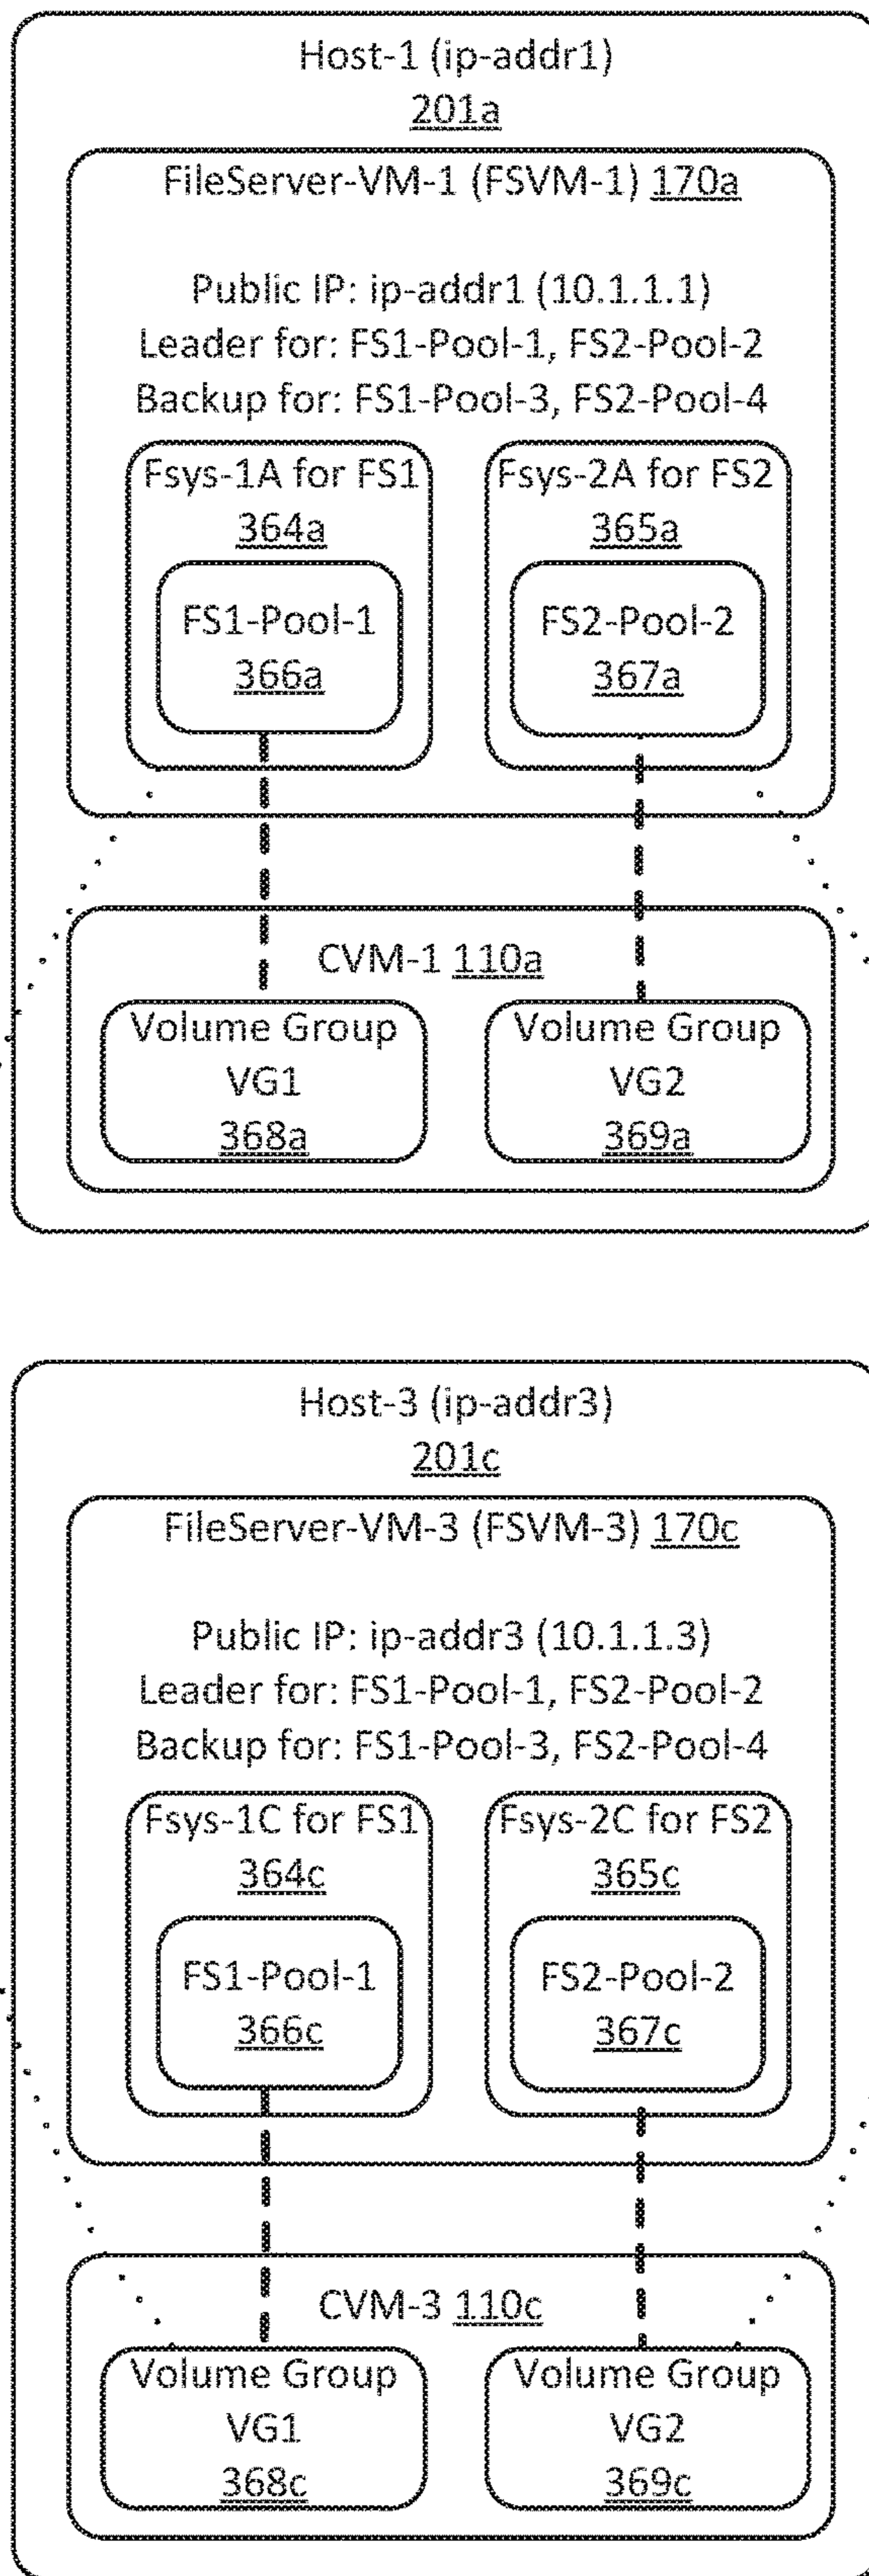 Host-1 (ip-addr1)
201a
FileServer-VM-1 (FSVM-1) 170a
Public IP: ip-addr1 (10.1.1.1)
Leader for: FS1-Pool-1, FS2-Pool-2
Backup for: FS1-Pool-3, FS2-Pool-4
Fsys-1A for FS1
364a
FS1-Pool-1
366a
Fsys-2A for FS2
365a
FS2-Pool-2
367a
CVM-1 110a
Volume Group
VG1
368a
Volume Group
VG2
369a
Host-3 (ip-addr3)
201c
FileServer-VM-3 (FSVM-3) 170c
Public IP: ip-addr3 (10.1.1.3)
Leader for: FS1-Pool-1, FS2-Pool-2
Backup for: FS1-Pool-3, FS2-Pool-4
Fsys-1C for FS1
364c
FS1-Pool-1
366c
Fsys-2C for FS2
365c
FS2-Pool-2
367c
CVM-3 110c
Volume Group
VG1
368c
Volume Group
VG2
369c